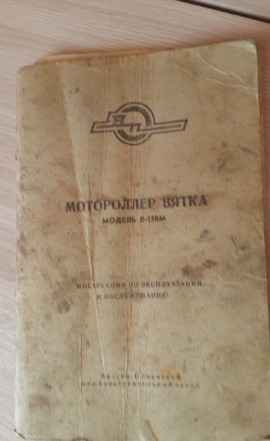 МОТОРОЛЛЕР ВЯТКА
МОДЕЛЬ В-150М
ИНСТРУКЦИЯ ПО ЭКСПЛУАТАЦИИ
И ОБСЛУЖИВАНИЮ